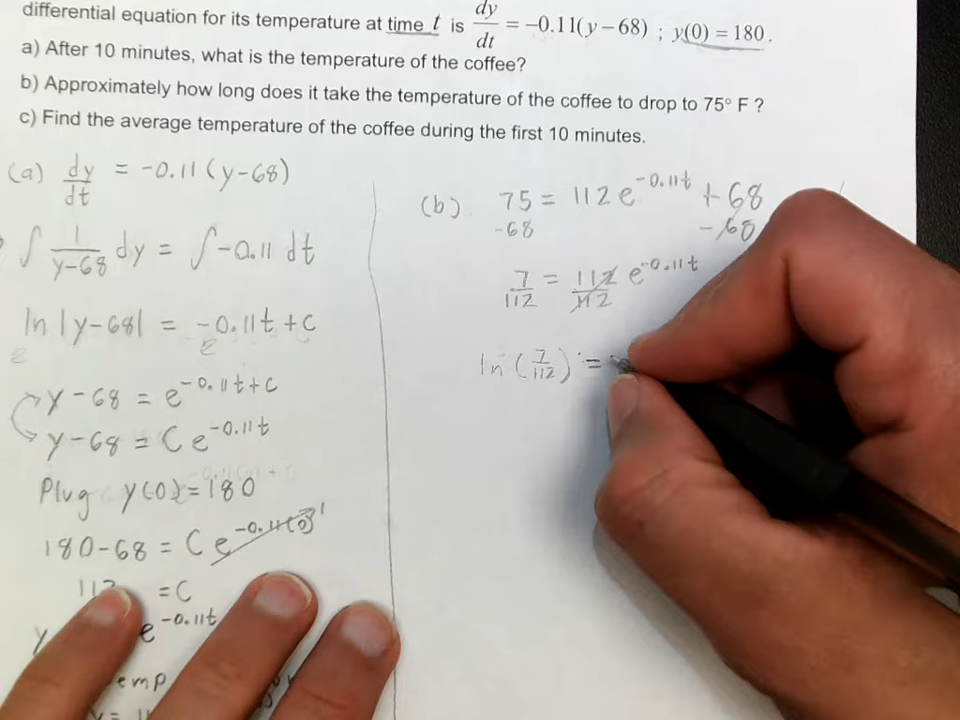 differential equation for its temperature at time t is dy/dt = −0.11(y−68) ; y(0) = 180.
a) After 10 minutes, what is the temperature of the coffee?
b) Approximately how long does it take the temperature of the coffee to drop to 75° F ?
c) Find the average temperature of the coffee during the first 10 minutes.
(a) dy/dt = -0.11(y-68)
∫ 1/(y-68) dy = ∫-0.11 dt
ln|y-68| = -0.11t+c
e e
y-68 = e^(-0.11t+c)
y-68 = Ce^(-0.11t)
Plug y(0)=180
180-68 = Ce^(-0.11(0)) 1
=C
e^(-0.11t)
emp
(b) 75 = 112e^(-0.11t) +68
-68 -68
7/112 = 112/112 e^(-0.11t)
ln(7/112) =